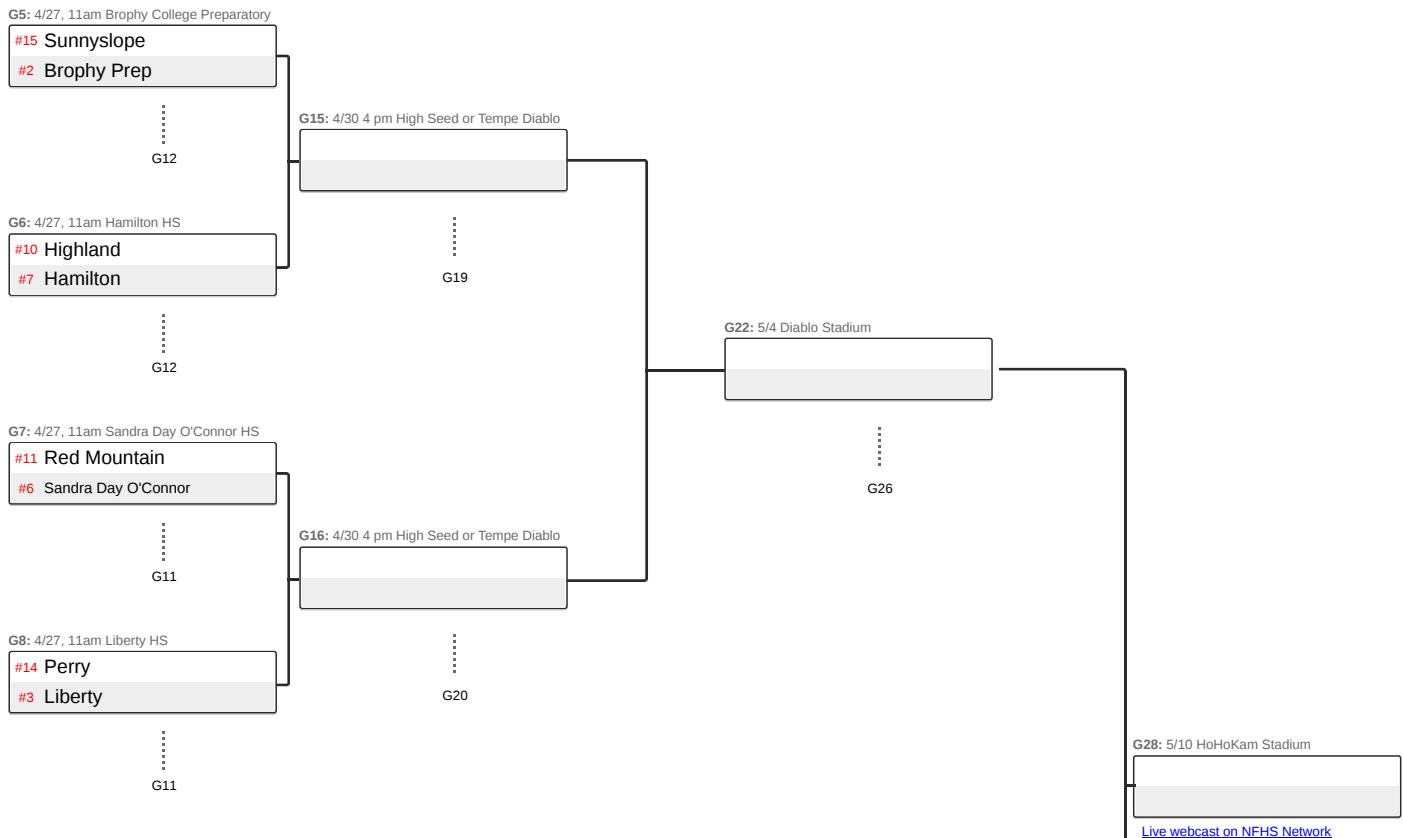 G5: 4/27, 11am Brophy College Preparatory
#15 Sunnyslope
#2 Brophy Prep
G12
G15: 4/30 4 pm High Seed or Tempe Diablo
G19
G6: 4/27, 11am Hamilton HS
#10 Highland
#7 Hamilton
G12
G22: 5/4 Diablo Stadium
G26
G7: 4/27, 11am Sandra Day O'Connor HS
#11 Red Mountain
#6 Sandra Day O'Connor
G11
G16: 4/30 4 pm High Seed or Tempe Diablo
G20
G8: 4/27, 11am Liberty HS
#14 Perry
#3 Liberty
G11
G28: 5/10 HoHoKam Stadium
Live webcast on NFHS Network